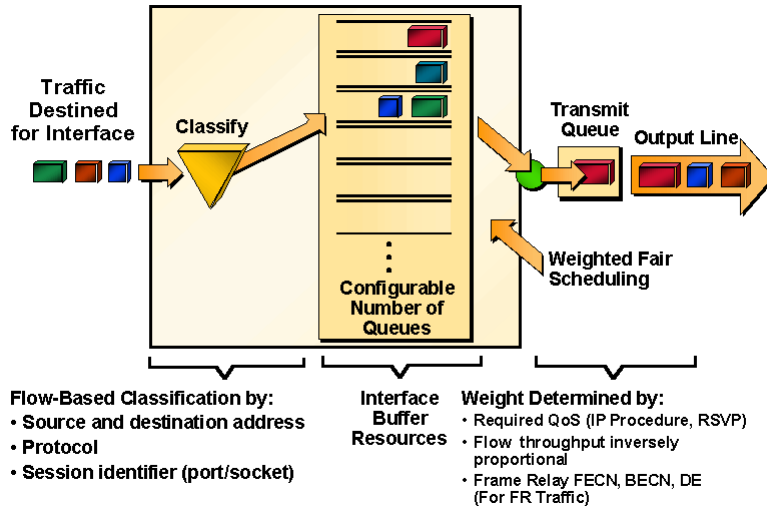 Traffic
Destined
for Interface
Classify
Configurable
Number of
Queues
Transmit
Queue
Output Line
Weighted Fair
Scheduling
Flow-Based Classification by:
• Source and destination address
• Protocol
• Session identifier (port/socket)
Interface
Buffer
Resources
Weight Determined by:
• Required QoS (IP Procedure, RSVP)
• Flow throughput inversely
proportional
• Frame Relay FECN, BECN, DE
(For FR Traffic)